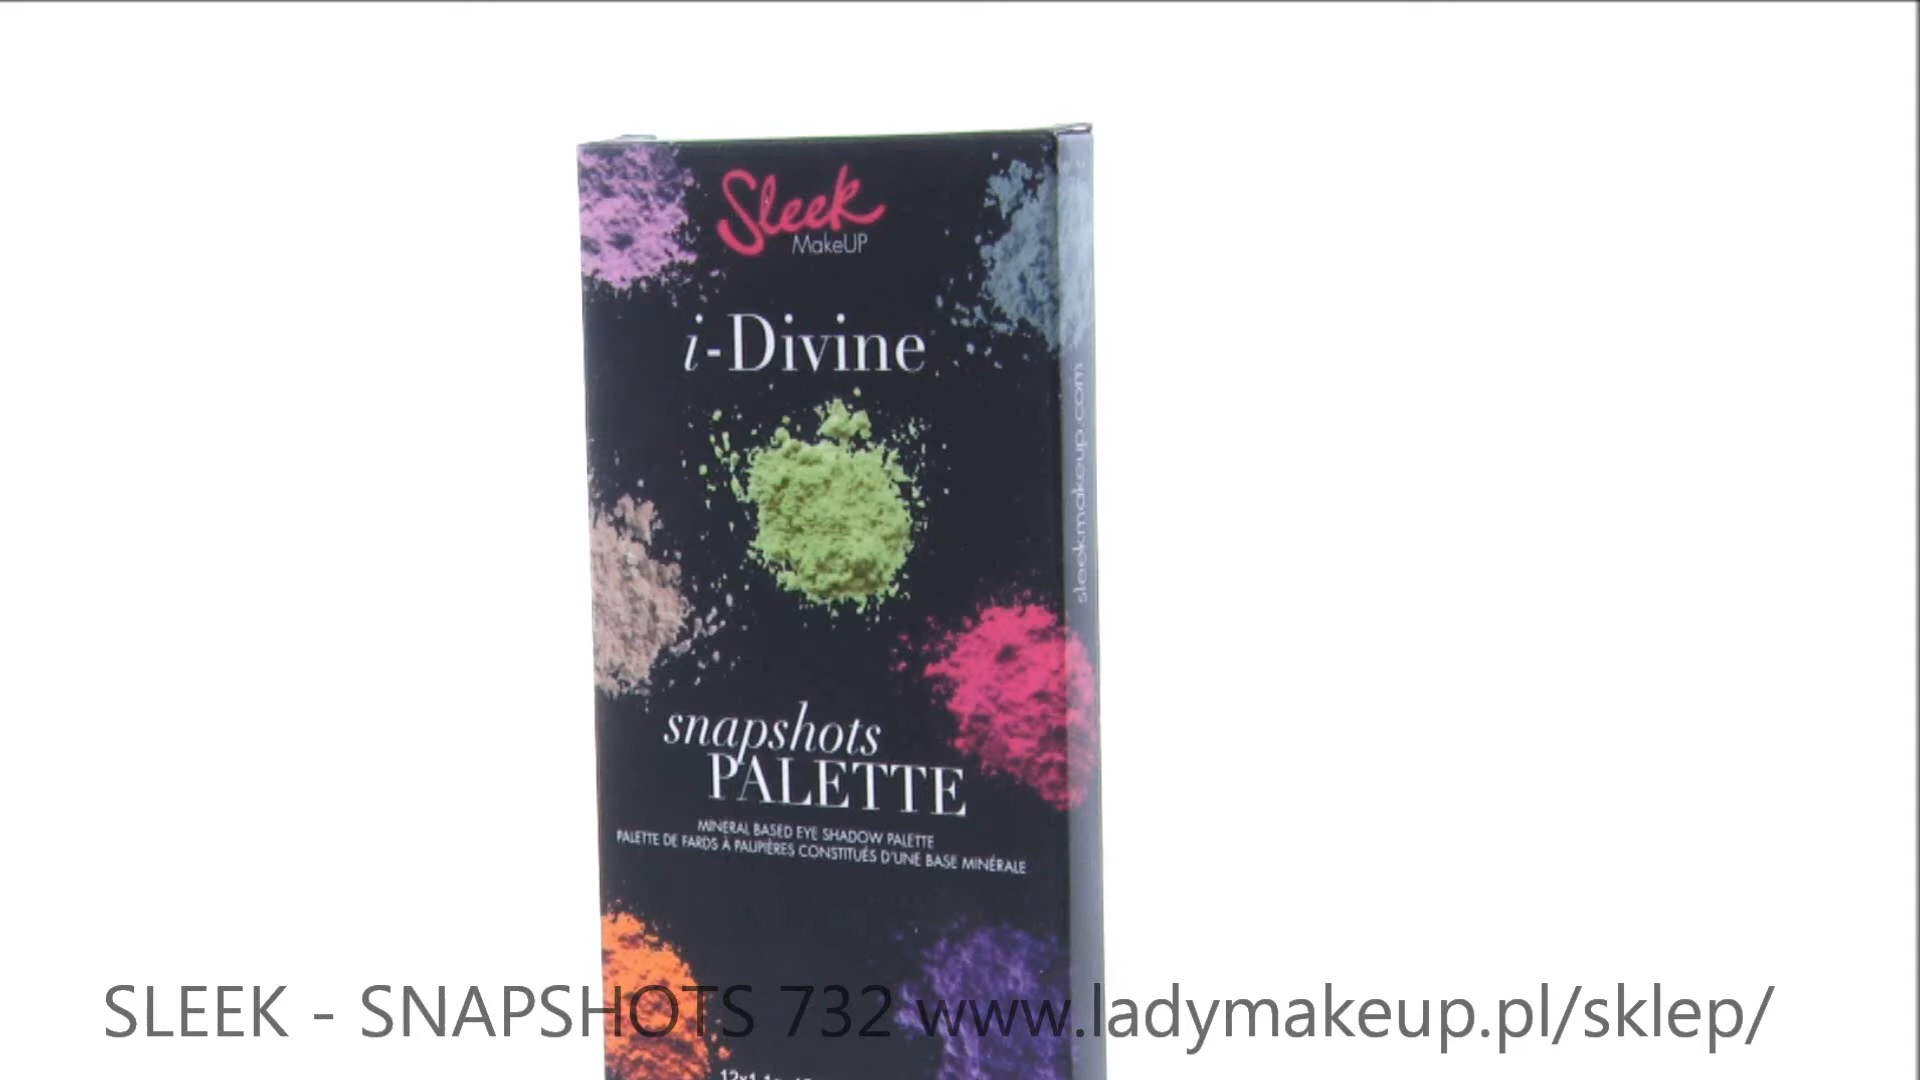 Sleek
MakeUP
i-Divine
sleekmakeup.com
snapshots
PALETTE
MINERAL BASED EYE SHADOW PALETTE
PALETTE DE FARDS À PAUPIÈRES CONSTITUÉS D'UNE BASE MINÉRALE
SLEEK - SNAPSHOTS 732 www.ladymakeup.pl/sklep/